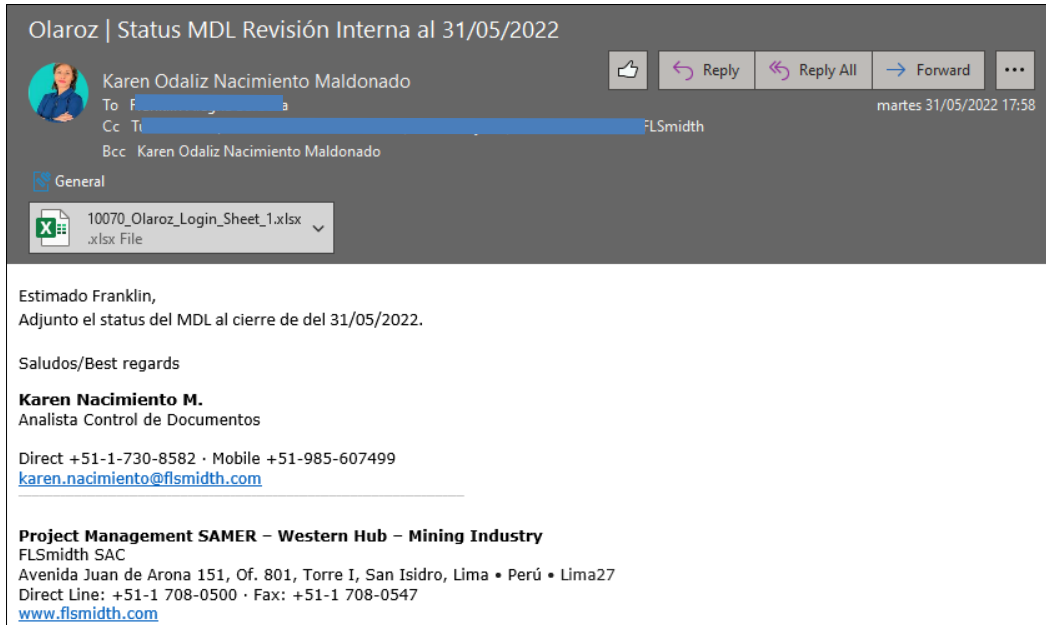 Olaroz | Status MDL Revisión Interna al 31/05/2022
Karen Odaliz Nacimiento Maldonado
Reply
Reply All
Forward
To
martes 31/05/2022 17:58
Cc FLSmidth
Bcc Karen Odaliz Nacimiento Maldonado
General
10070_Olaroz_Login_Sheet_1.xlsx
.xlsx File
Estimado Franklin,
Adjunto el status del MDL al cierre de del 31/05/2022.
Saludos/Best regards
Karen Nacimiento M.
Analista Control de Documentos
Direct +51-1-730-8582 · Mobile +51-985-607499
karen.nacimiento@flsmidth.com
Project Management SAMER – Western Hub – Mining Industry
FLSmidth SAC
Avenida Juan de Arona 151, Of. 801, Torre I, San Isidro, Lima • Perú • Lima27
Direct Line: +51-1 708-0500 · Fax: +51-1 708-0547
www.flsmidth.com